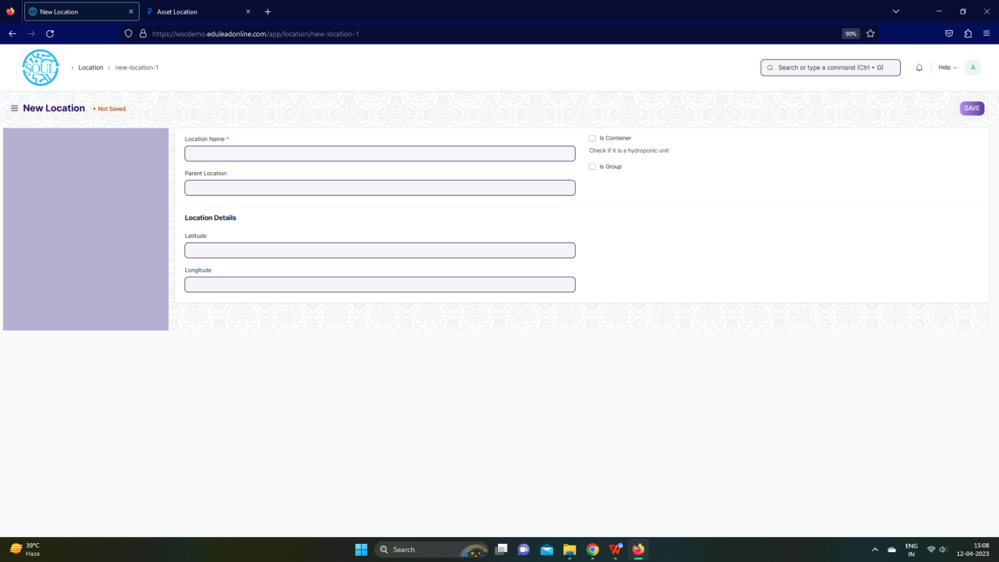 New Location
Asset Location
https://wscdemo.eduleadonline.com/app/location/new-location-1
90%
SOUL
Location
new-location-1
Search or type a command (Ctrl + G)
Help
A
New Location
Not Saved
SAVE
Location Name *
Is Container
Check if it is a hydroponic unit
Parent Location
Is Group
Location Details
Latitude
Longitude
39°C
Haze
Search
ENG
IN
15:08
12-04-2023